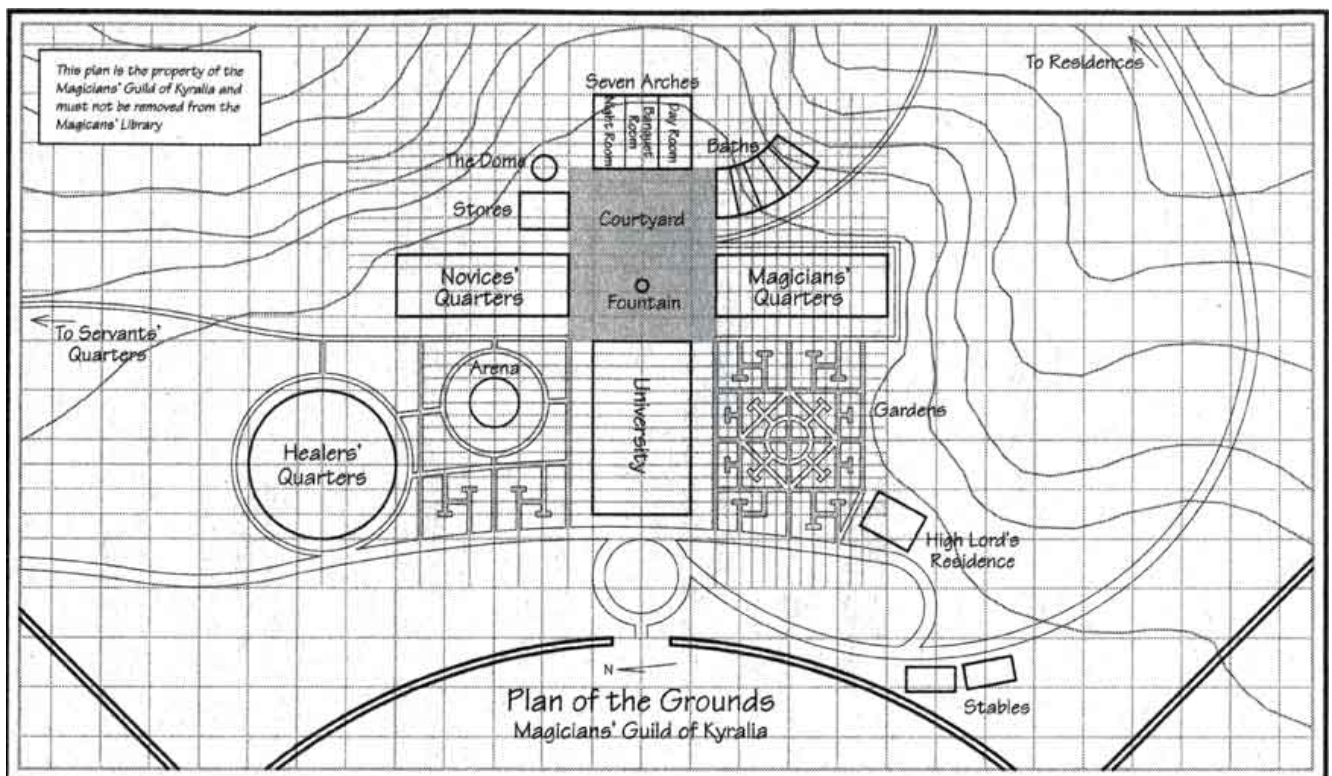 This plan is the property of the
Magicians' Guild of Kyralia and
must not be removed from the
Magicans' Library
To Residences
Seven Arches
Night Room
Banquet
Room
Day Room
Baths
The Dome
Stores
Courtyard
Novices'
Quarters
Fountain
Magicians'
Quarters
To Servants'
Quarters
Arena
University
Gardens
Healers'
Quarters
High Lord's
Residence
N
Plan of the Grounds
Magicians' Guild of Kyralia
Stables